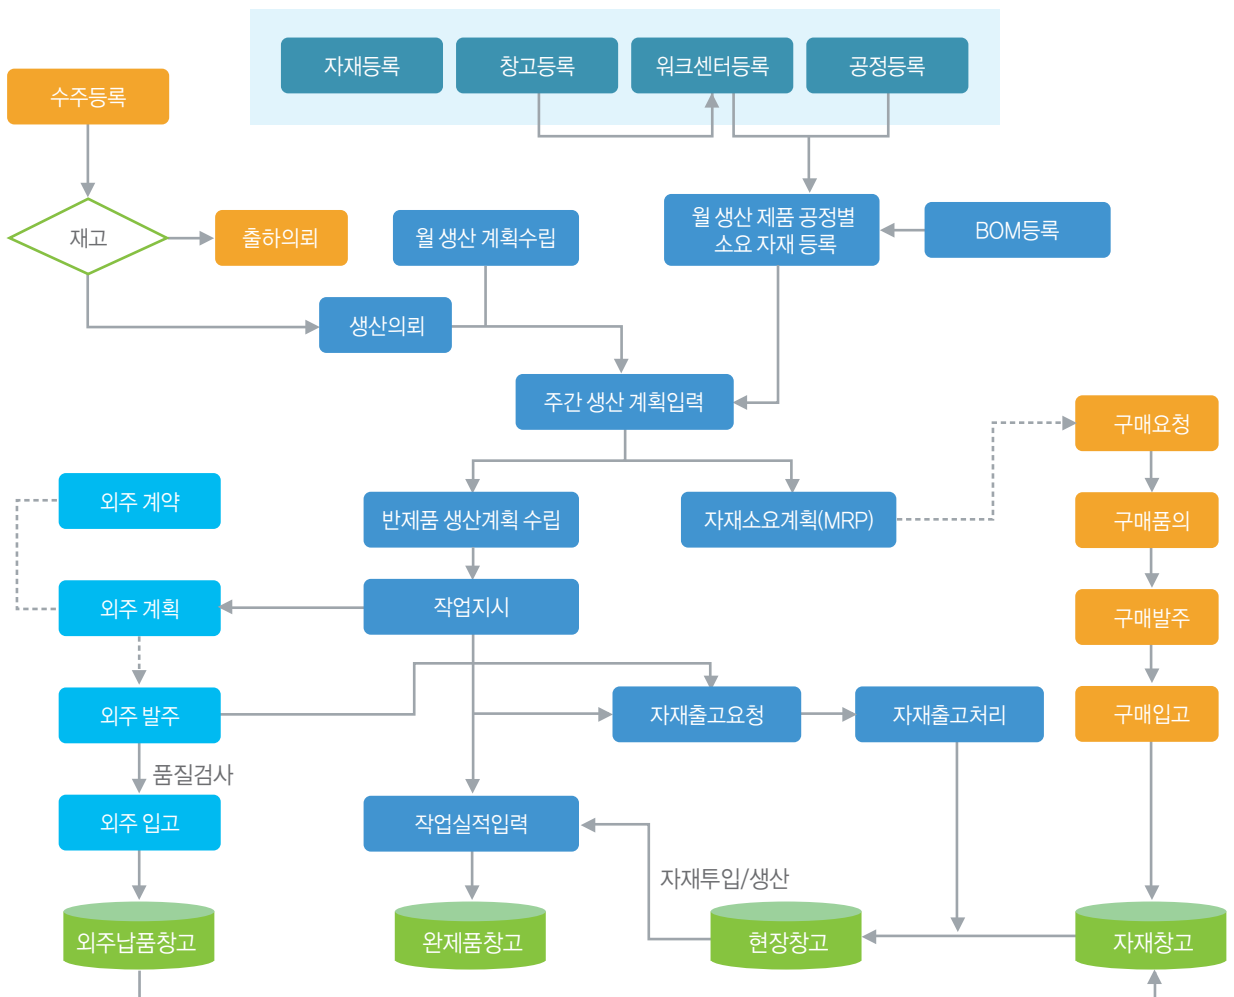 자재등록
창고등록
워크센터등록
공정등록
수주등록
재고
출하의뢰
월 생산 계획수립
월 생산 제품 공정별
소요 자재 등록
BOM등록
생산의뢰
주간 생산 계획입력
구매요청
외주 계약
반제품 생산계획 수립
자재소요계획(MRP)
구매품의
외주 계획
작업지시
구매발주
외주 발주
자재출고요청
자재출고처리
구매입고
품질검사
외주 입고
작업실적입력
자재투입/생산
외주납품창고
완제품창고
현장창고
자재창고